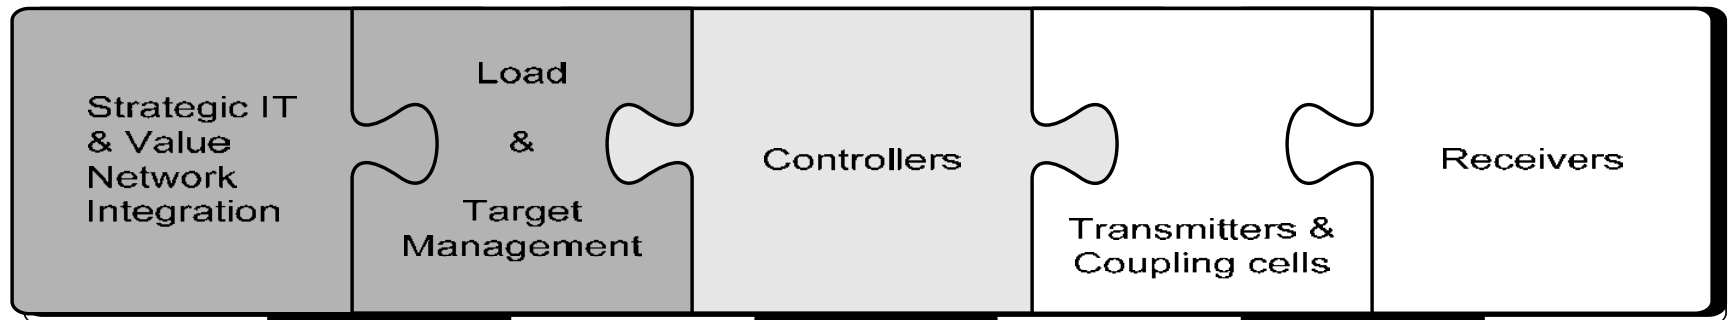 Strategic IT
& Value
Network
Integration
Load
&
Target
Management
Controllers
Transmitters &
Coupling cells
Receivers